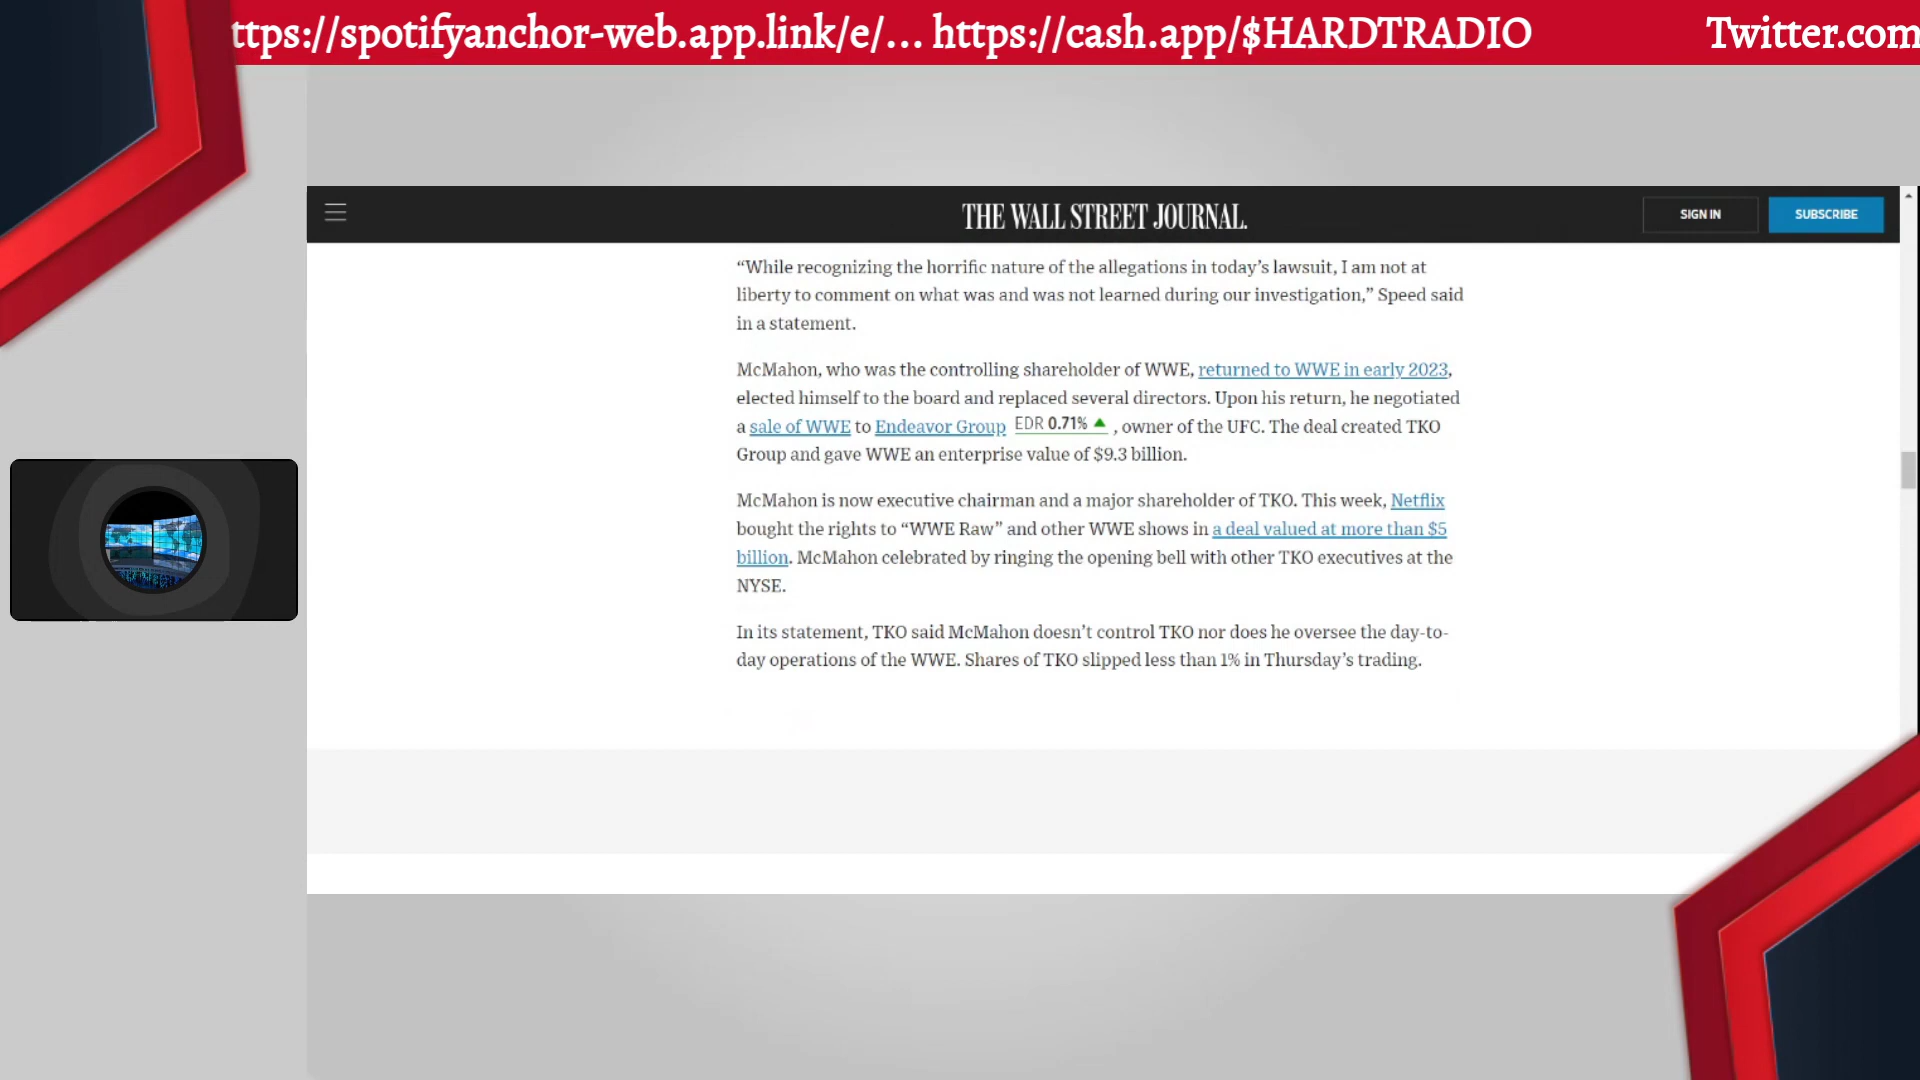 ttps://spotifyanchor-web.app.link/e/... https://cash.app/$HARDTRADIO Twitter.com
THE WALL STREET JOURNAL.
SIGN IN
SUBSCRIBE
“While recognizing the horrific nature of the allegations in today’s lawsuit, I am not at
liberty to comment on what was and was not learned during our investigation,” Speed said
in a statement.
McMahon, who was the controlling shareholder of WWE, returned to WWE in early 2023,
elected himself to the board and replaced several directors. Upon his return, he negotiated
a sale of WWE to Endeavor Group EDR 0.71% , owner of the UFC. The deal created TKO
Group and gave WWE an enterprise value of $9.3 billion.
McMahon is now executive chairman and a major shareholder of TKO. This week, Netflix
bought the rights to “WWE Raw” and other WWE shows in a deal valued at more than $5
billion. McMahon celebrated by ringing the opening bell with other TKO executives at the
NYSE.
In its statement, TKO said McMahon doesn’t control TKO nor does he oversee the day-to-
day operations of the WWE. Shares of TKO slipped less than 1% in Thursday’s trading.